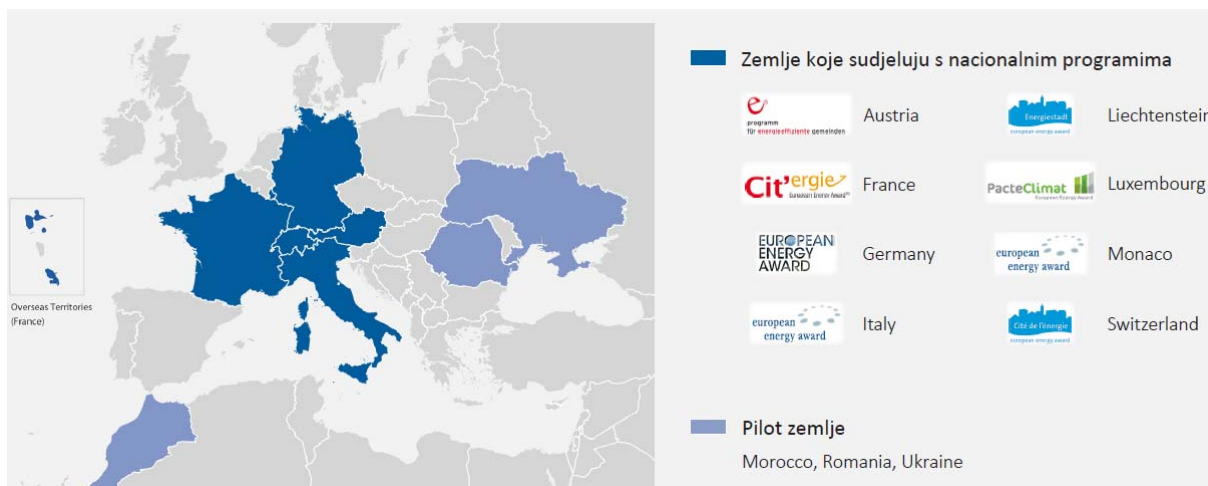 Overseas Territories
(France)
Zemlje koje sudjeluju s nacionalnim programima
e
programm
für energieeffiziente gemeinden
Austria
Energiestadt
european energy award
Liechtenstein
Cit'ergie
European Energy Award
France
PacteClimat
European Energy Award
Luxembourg
EUROPEAN
ENERGY
AWARD
Germany
european
energy award
Monaco
european
energy award
Italy
Cité de l'énergie
european energy award
Switzerland
Pilot zemlje
Morocco, Romania, Ukraine